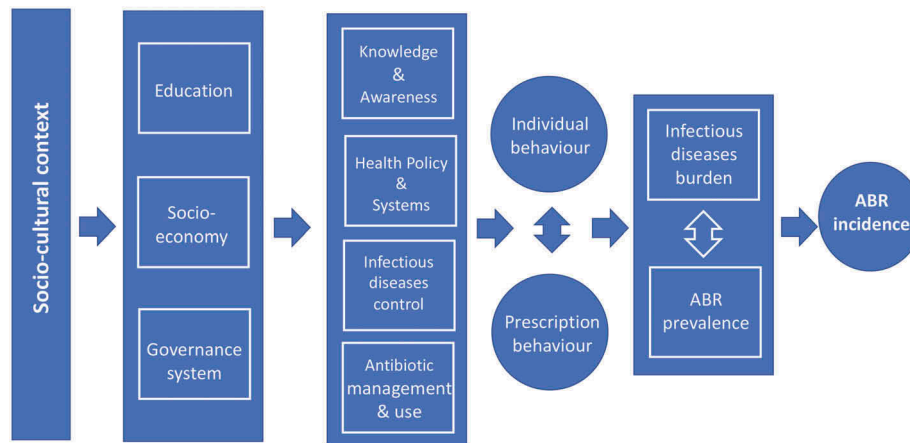 Socio-cultural context
Education
Socio-
economy
Governance
system
Knowledge
&
Awareness
Health Policy
&
Systems
Infectious
diseases
control
Antibiotic
management
& use
Individual
behaviour
Prescription
behaviour
Infectious
diseases
burden
ABR
prevalence
ABR
incidence